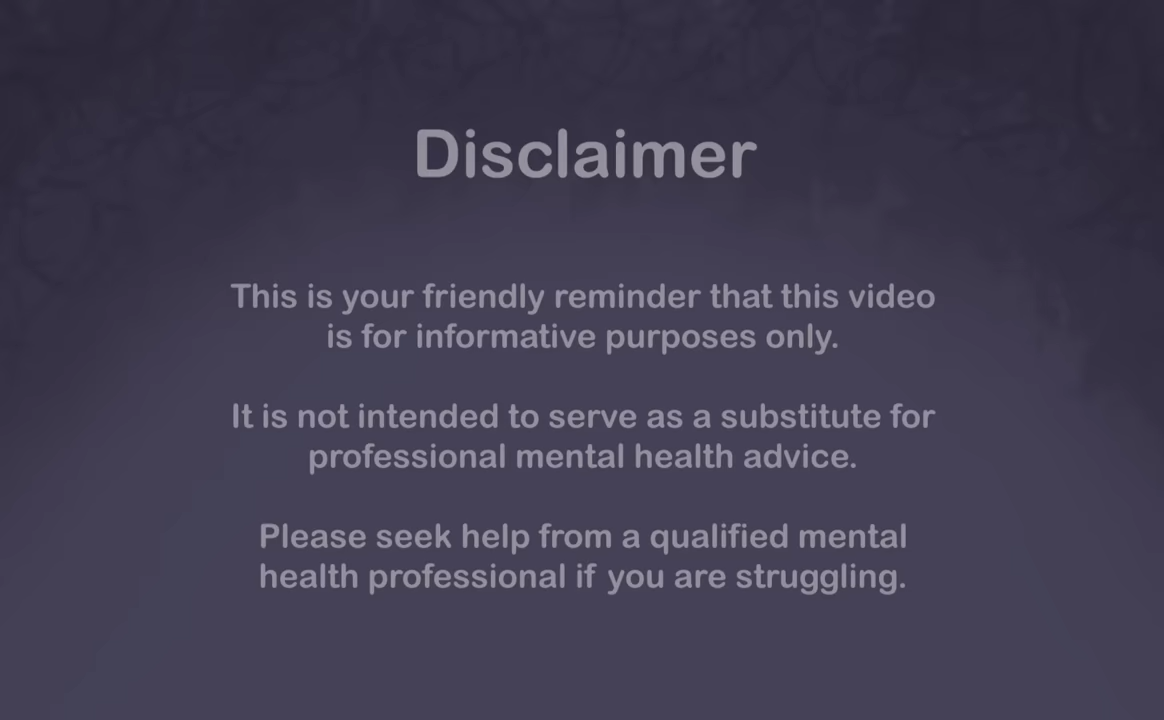 Disclaimer
This is your friendly reminder that this video
is for informative purposes only.
It is not intended to serve as a substitute for
professional mental health advice.
Please seek help from a qualified mental
health professional if you are struggling.